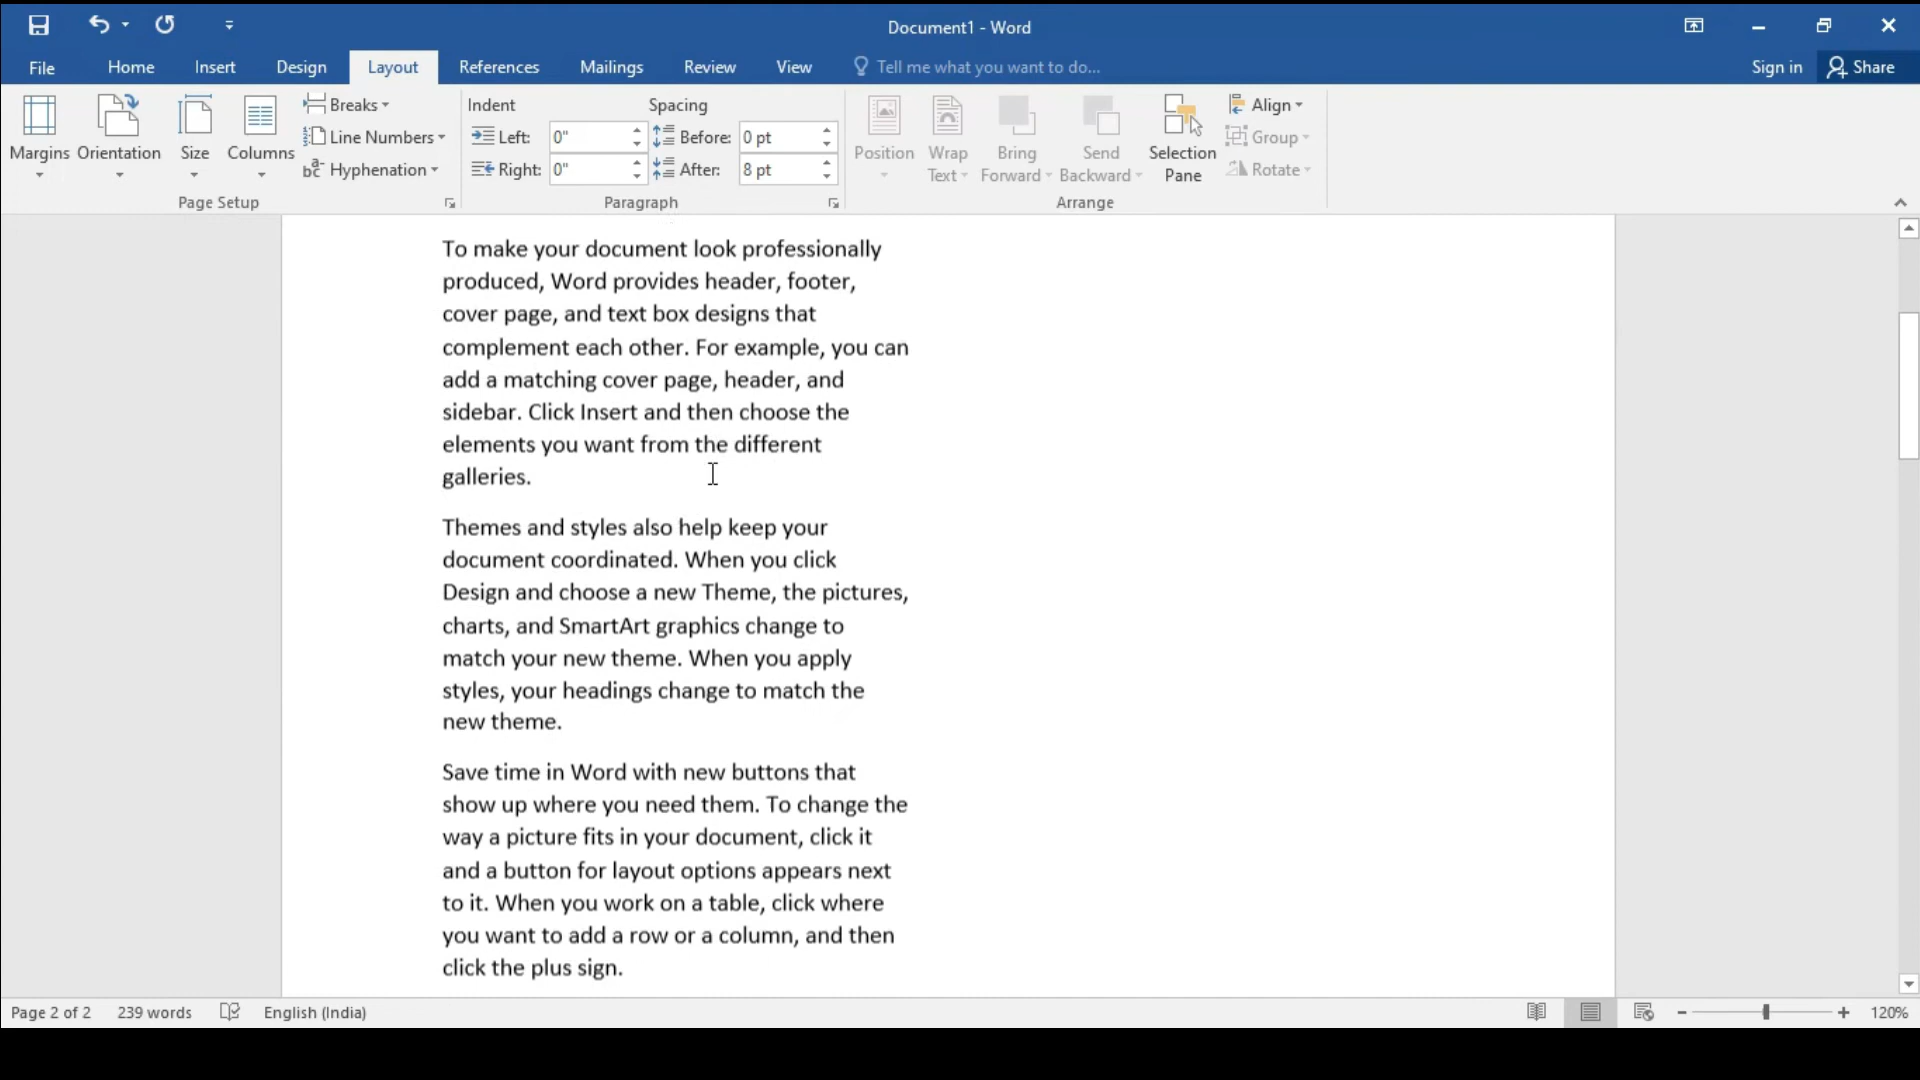 Document1 - Word
File Home Insert Design Layout References Mailings Review View Tell me what you want to do... Sign in Share
Margins Orientation Size Columns
Breaks
Line Numbers
Hyphenation
Page Setup
Indent Spacing
Left: 0" Before: 0 pt
Right: 0" After: 8 pt
Paragraph
Position Wrap Text Bring Forward Send Backward Selection Pane
Align
Group
Rotate
Arrange
To make your document look professionally
produced, Word provides header, footer,
cover page, and text box designs that
complement each other. For example, you can
add a matching cover page, header, and
sidebar. Click Insert and then choose the
elements you want from the different
galleries.
Themes and styles also help keep your
document coordinated. When you click
Design and choose a new Theme, the pictures,
charts, and SmartArt graphics change to
match your new theme. When you apply
styles, your headings change to match the
new theme.
Save time in Word with new buttons that
show up where you need them. To change the
way a picture fits in your document, click it
and a button for layout options appears next
to it. When you work on a table, click where
you want to add a row or a column, and then
click the plus sign.
Page 2 of 2 239 words English (India) 120%